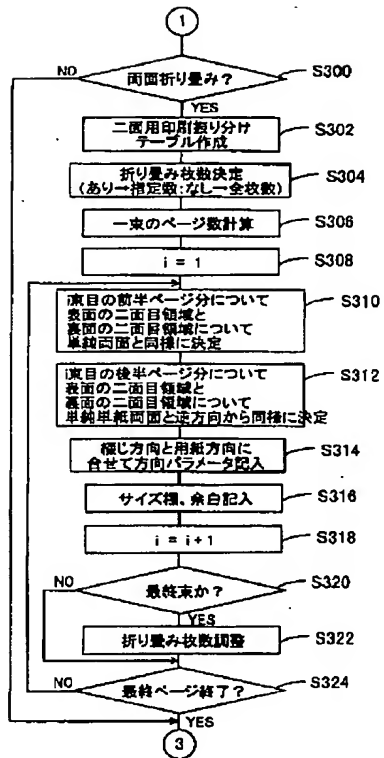 1
両面折り畳み？
S300
NO
YES
二面用印刷振り分け
テーブル作成
S302
折り畳み枚数決定
(あり→指定数:なし→全枚数)
S304
一束のページ数計算
S306
i = 1
S308
i束目の前半ページ分について
表面の二面目領域と
裏面の二面目領域について
単純両面と同様に決定
S310
i束目の後半ページ分について
表面の二面目領域と
裏面の二面目領域について
単純単紙両面と逆方向から同様に決定
S312
綴じ方向と用紙方向に
合せて方向パラメータ記入
S314
サイズ欄、余白記入
S316
i = i+1
S318
NO
最終束か？
S320
YES
折り畳み枚数調整
S322
NO
最終ページ終了？
S324
YES
3